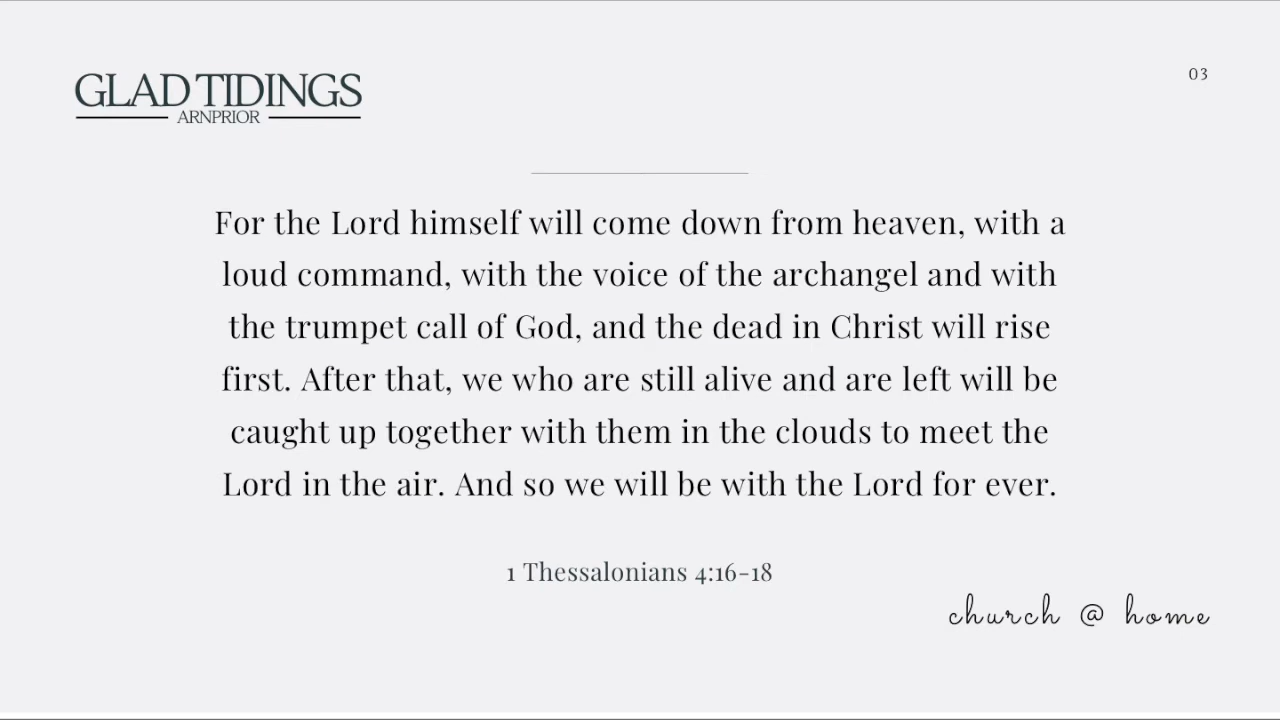 GLAD TIDINGS
ARNPRIOR
03
For the Lord himself will come down from heaven, with a
loud command, with the voice of the archangel and with
the trumpet call of God, and the dead in Christ will rise
first. After that, we who are still alive and are left will be
caught up together with them in the clouds to meet the
Lord in the air. And so we will be with the Lord for ever.
1 Thessalonians 4:16-18
church @ home